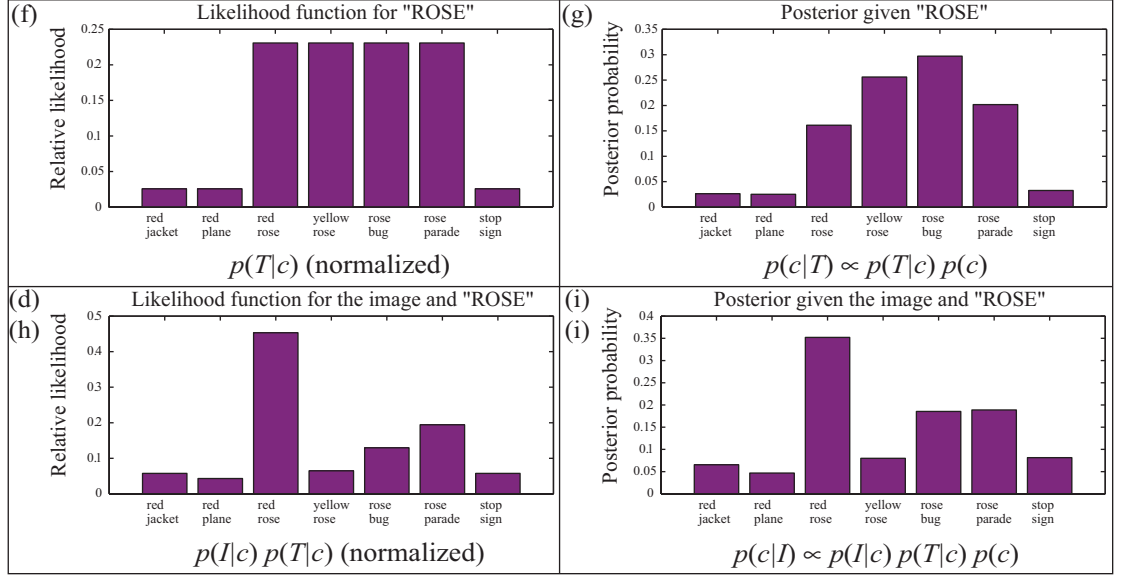 (f)
Likelihood function for "ROSE"
Relative likelihood
0.25
0.2
0.15
0.1
0.05
0
red jacket
red plane
red rose
yellow rose
rose bug
rose parade
stop sign
p(T|c) (normalized)
(g)
Posterior given "ROSE"
Posterior probability
0.35
0.3
0.25
0.2
0.15
0.1
0.05
0
red jacket
red plane
red rose
yellow rose
rose bug
rose parade
stop sign
p(c|T) ∝ p(T|c) p(c)
(d)
(h)
Likelihood function for the image and "ROSE"
Relative likelihood
0.5
0.4
0.3
0.2
0.1
0
red jacket
red plane
red rose
yellow rose
rose bug
rose parade
stop sign
p(I|c) p(T|c) (normalized)
(i)
(i)
Posterior given the image and "ROSE"
Posterior probability
0.4
0.35
0.3
0.25
0.2
0.15
0.1
0.05
0
red jacket
red plane
red rose
yellow rose
rose bug
rose parade
stop sign
p(c|I) ∝ p(I|c) p(T|c) p(c)